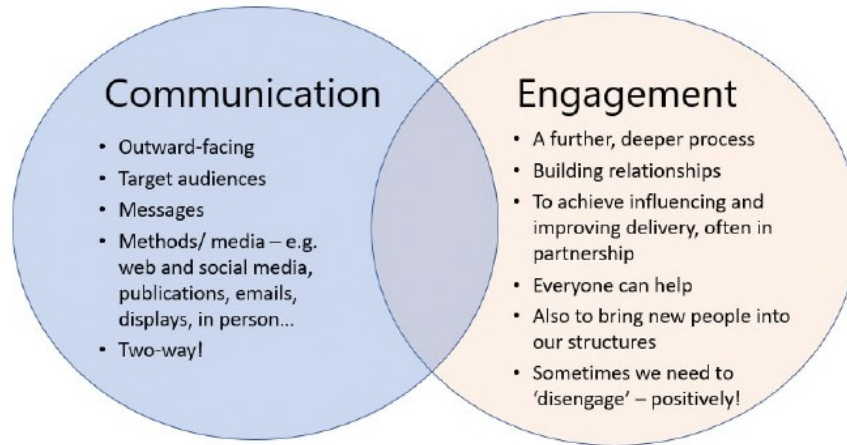 Communication
• Outward-facing
• Target audiences
• Messages
• Methods/ media – e.g.
web and social media,
publications, emails,
displays, in person...
• Two-way!
Engagement
• A further, deeper process
• Building relationships
• To achieve influencing and
improving delivery, often in
partnership
• Everyone can help
• Also to bring new people into
our structures
• Sometimes we need to
‘disengage’ – positively!